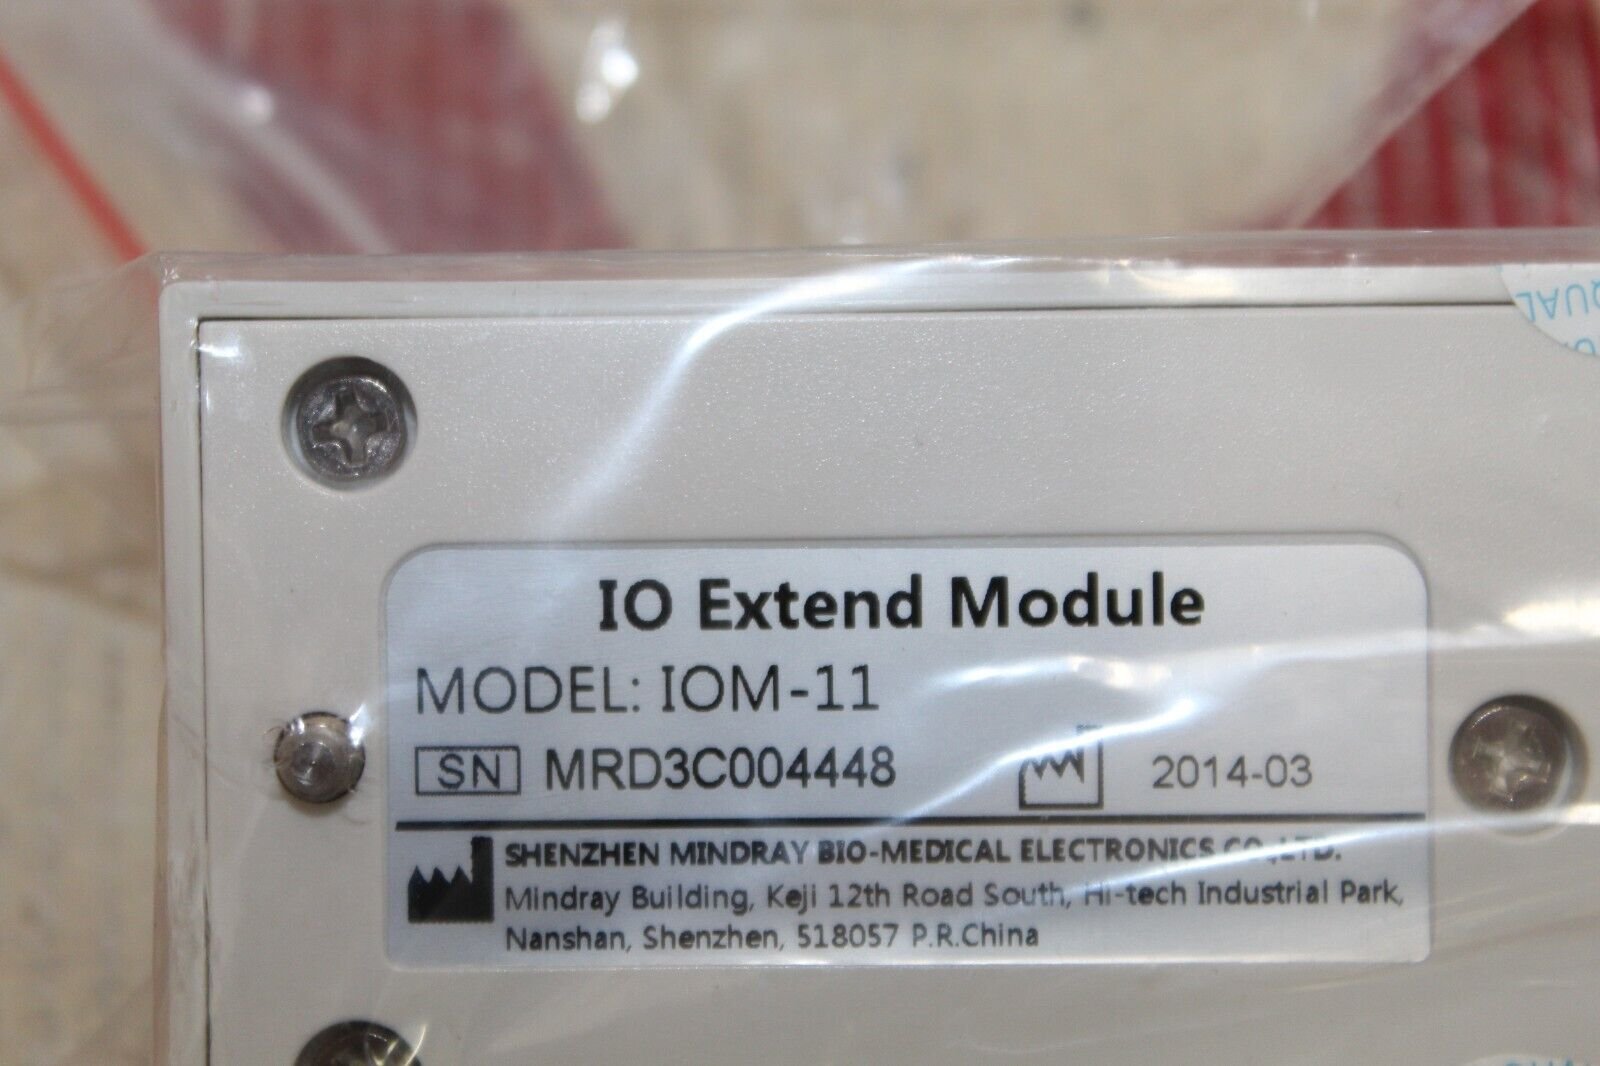 QUAL
IO Extend Module
MODEL: IOM-11
SN MRD3C004448 2014-03
SHENZHEN MINDRAY BIO-MEDICAL ELECTRONICS CO.,LTD.
Mindray Building, Keji 12th Road South, Hi-tech Industrial Park,
Nanshan, Shenzhen, 518057 P.R.China